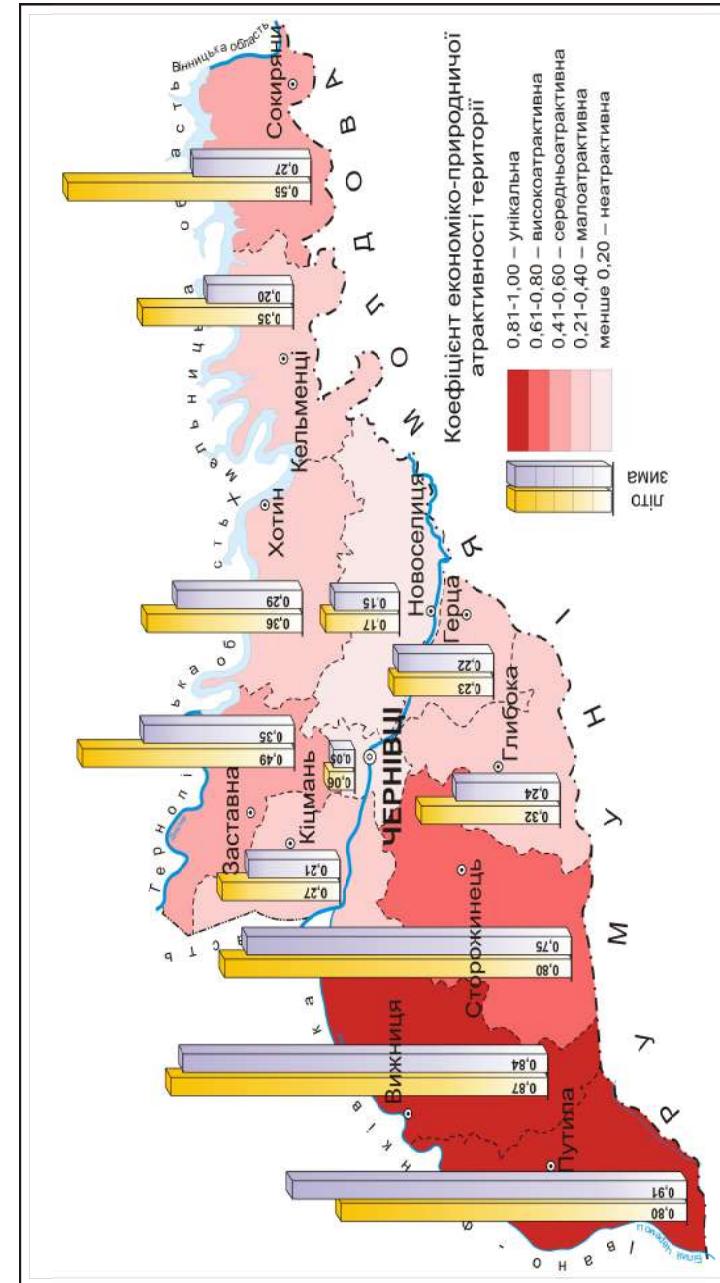 Коефіцієнт економіко-природничої
атрактивності території
0,81-1,00 – унікальна
0,61-0,80 – високоатрактивна
0,41-0,60 – середньоатрактивна
0,21-0,40 – малоатрактивна
менше 0,20 – неатрактивна
літо
зима
Вінницька область
область
МОЛДОВА
РУМУНІЯ
Сокиряни
0,56
0,27
Кельменці
0,35
0,20
Хотин
0,36
0,29
Новоселиця
0,17
0,15
Герца
0,23
0,22
Заставна
0,49
0,35
ЧЕРНІВЦІ
0,06
0,05
Кіцмань
0,27
0,21
Глибока
0,32
0,24
Сторожинець
0,80
0,75
Вижниця
0,87
0,84
Путила
0,80
0,91